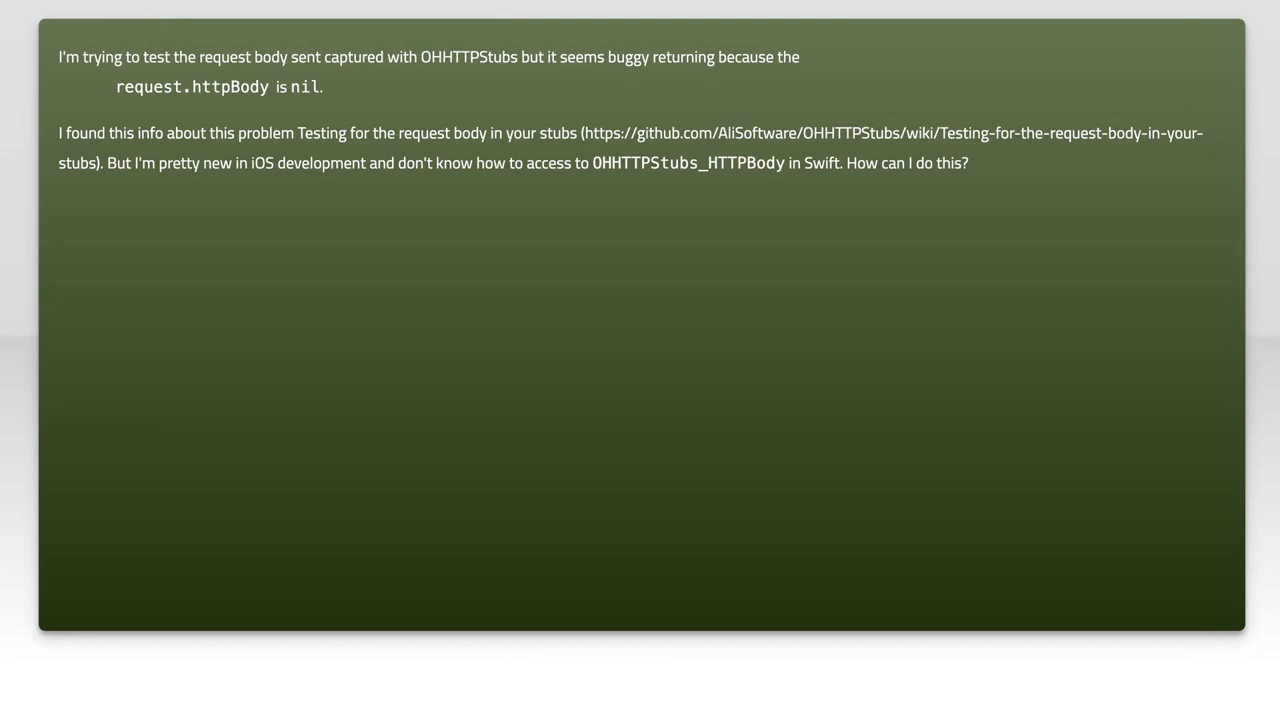 I'm trying to test the request body sent captured with OHHTTPStubs but it seems buggy returning because the
request.httpBody is nil.
I found this info about this problem Testing for the request body in your stubs (https://github.com/AliSoftware/OHHTTPStubs/wiki/Testing-for-the-request-body-in-your-
stubs). But I'm pretty new in iOS development and don't know how to access to OHHTTPStubs_HTTPBody in Swift. How can I do this?